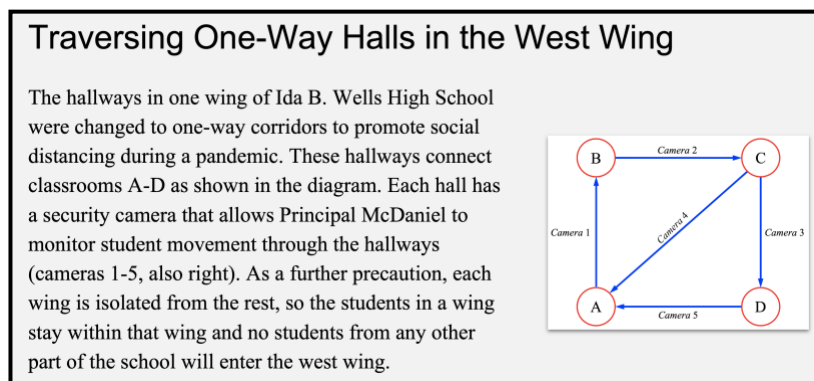 Traversing One-Way Halls in the West Wing
The hallways in one wing of Ida B. Wells High School
were changed to one-way corridors to promote social
distancing during a pandemic. These hallways connect
classrooms A-D as shown in the diagram. Each hall has
a security camera that allows Principal McDaniel to
monitor student movement through the hallways
(cameras 1-5, also right). As a further precaution, each
wing is isolated from the rest, so the students in a wing
stay within that wing and no students from any other
part of the school will enter the west wing.
B
Camera 2
C
Camera 1
Camera 4
Camera 3
A
Camera 5
D